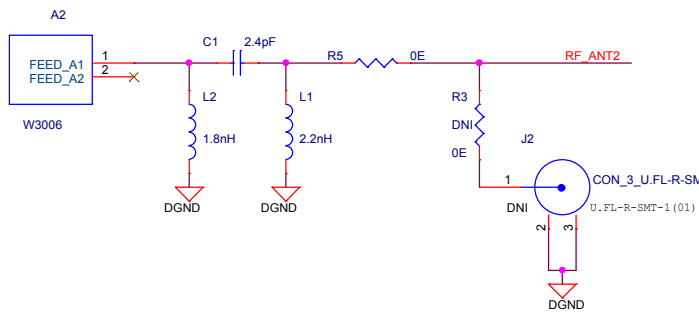 A2
FEED_A1
FEED_A2
1
2
W3006
C1 2.4pF
R5 0E
RF_ANT2
L2
1.8nH
L1
2.2nH
DGND
DGND
R3
DNI
0E
J2
1
DNI
CON_3_U.FL-R-SM
U.FL-R-SMT-1(01)
2
3
DGND